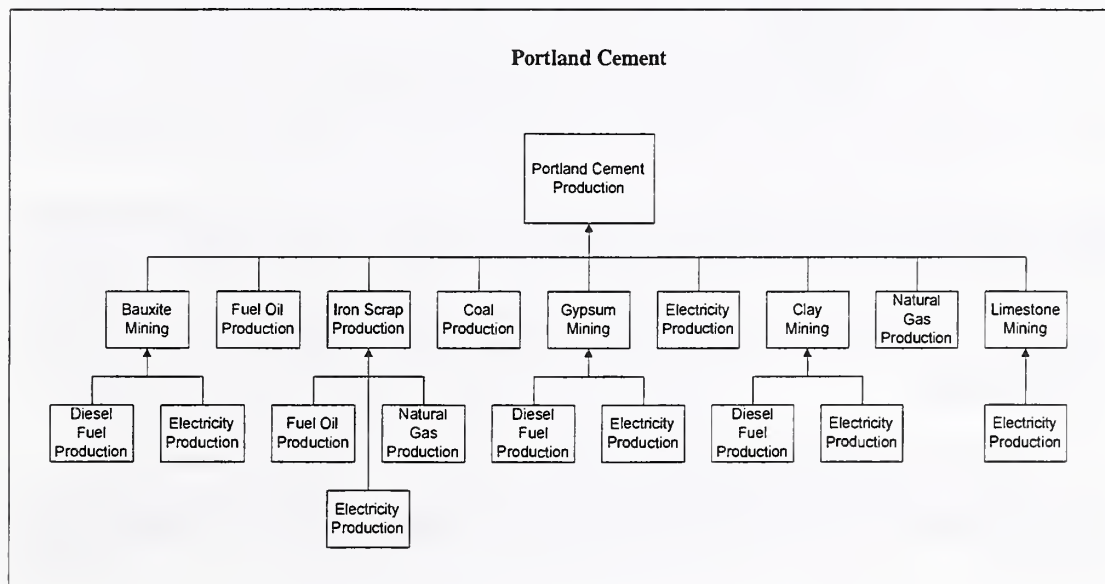 Portland Cement
Portland Cement
Production
Bauxite
Mining
Fuel Oil
Production
Iron Scrap
Production
Coal
Production
Gypsum
Mining
Electricity
Production
Clay
Mining
Natural
Gas
Production
Limestone
Mining
Diesel
Fuel
Production
Electricity
Production
Fuel Oil
Production
Natural
Gas
Production
Diesel
Fuel
Production
Electricity
Production
Diesel
Fuel
Production
Electricity
Production
Electricity
Production
Electricity
Production